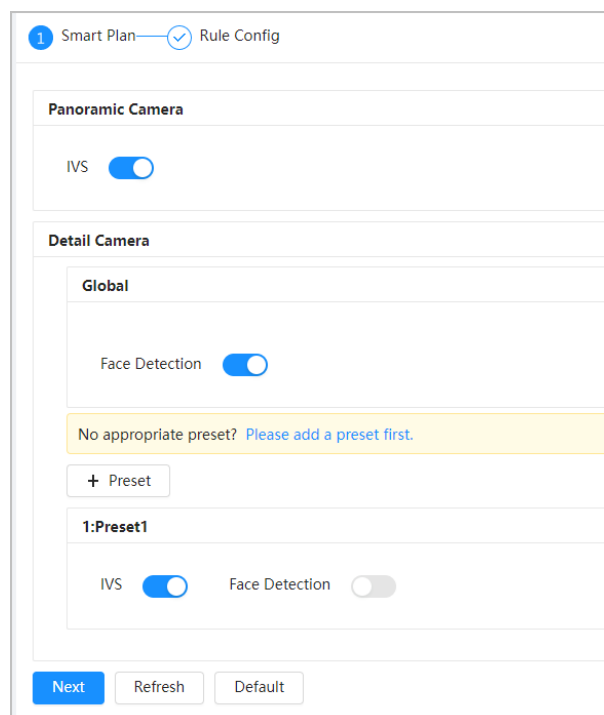 1 Smart Plan Rule Config
Panoramic Camera
IVS
Detail Camera
Global
Face Detection
No appropriate preset? Please add a preset first.
+ Preset
1:Preset1
IVS Face Detection
Next Refresh Default